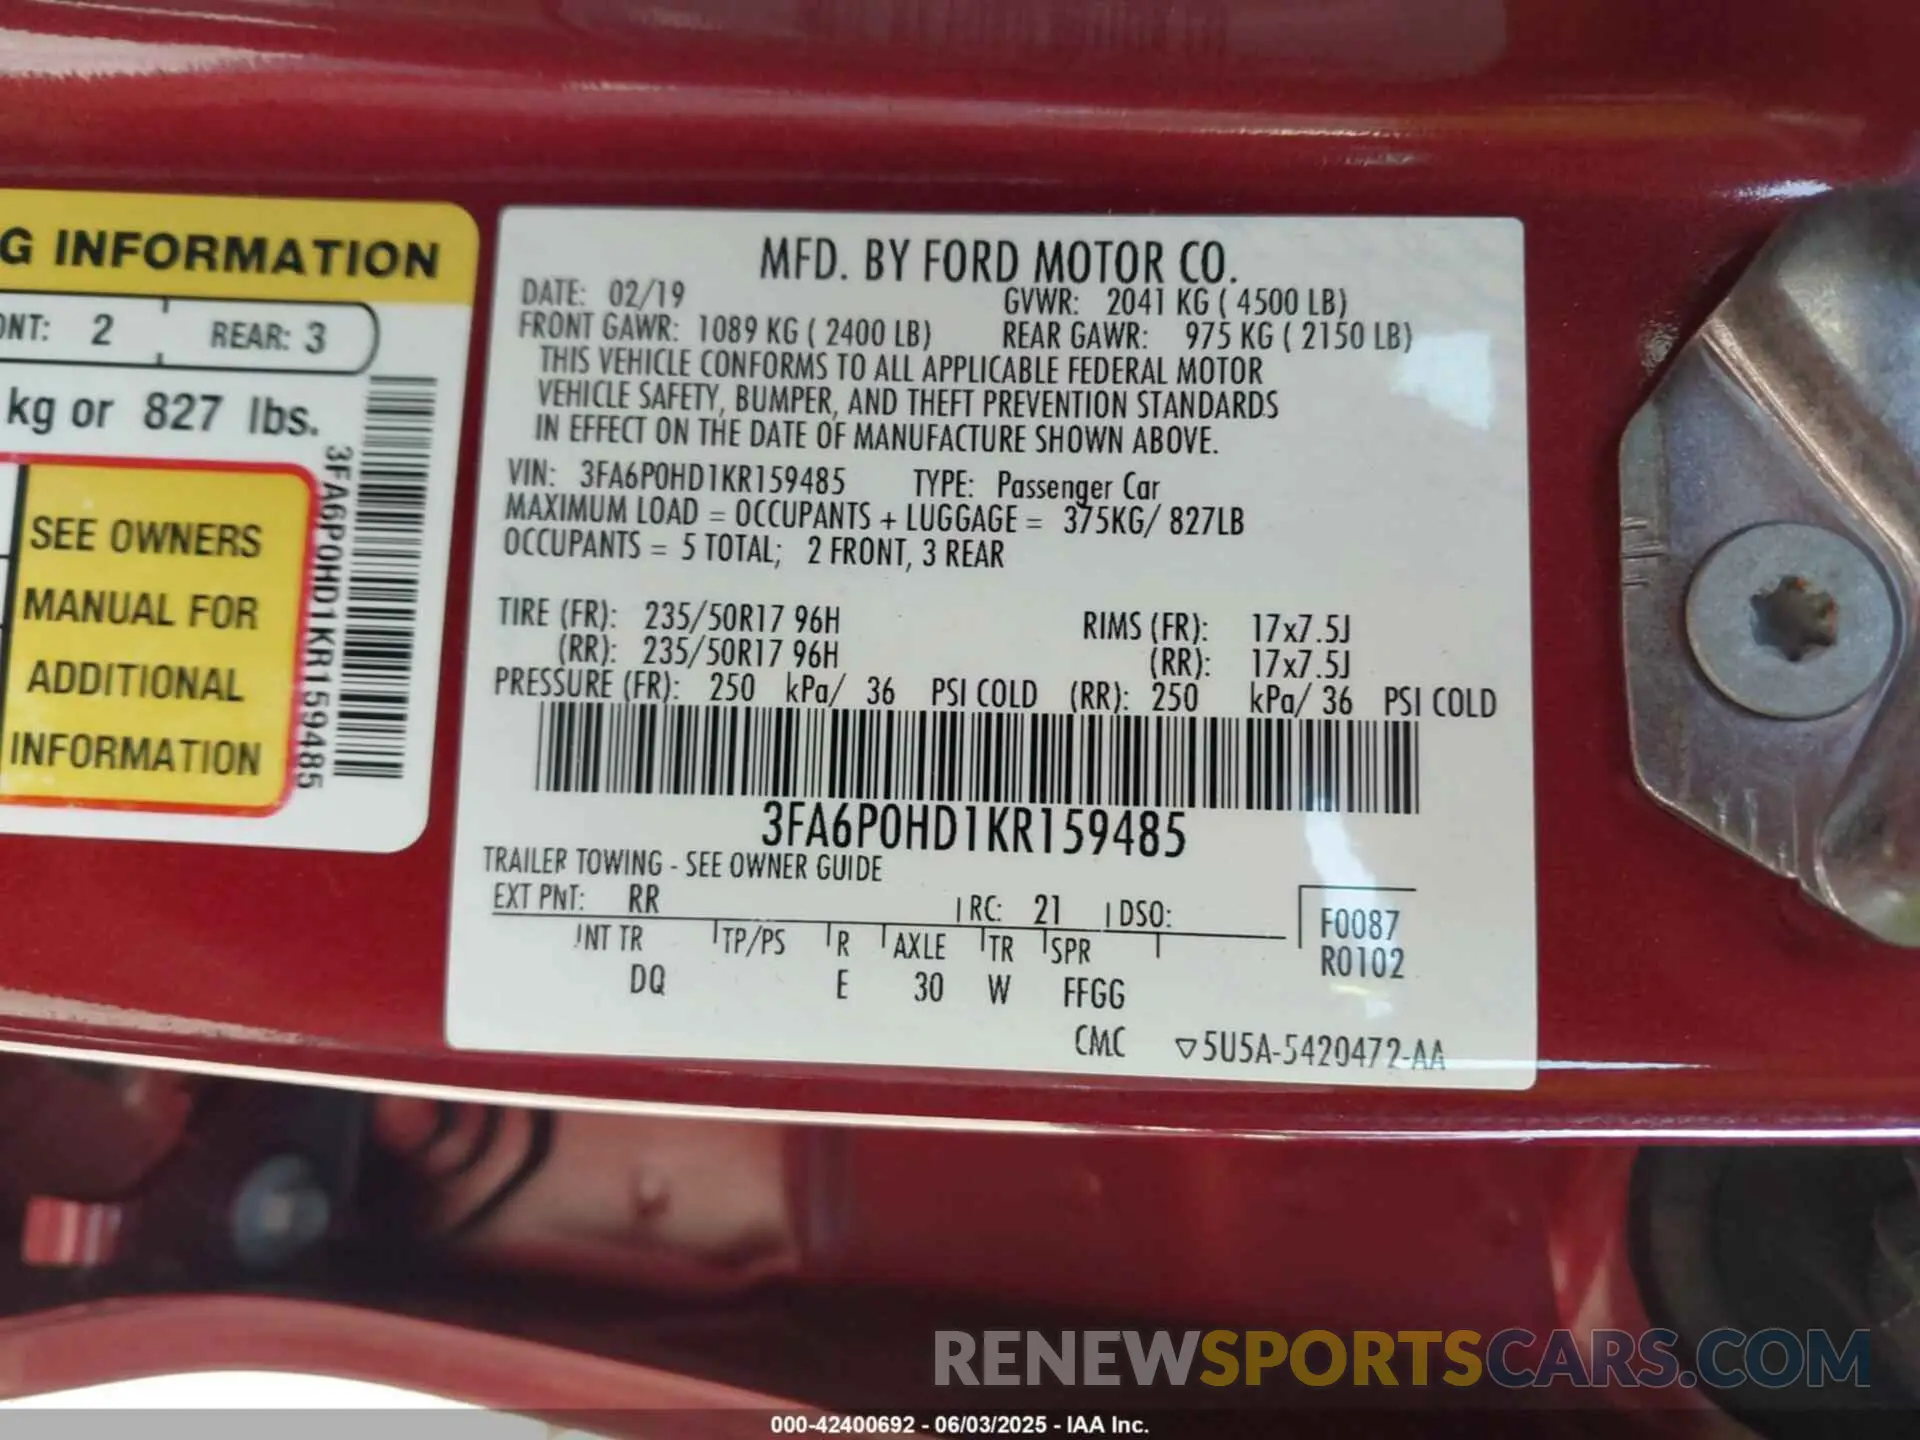 G INFORMATION
ONT: 2 REAR: 3
kg or 827 lbs.
SEE OWNERS
MANUAL FOR
ADDITIONAL
INFORMATION
3FA6P0HD1KR159485
MFD. BY FORD MOTOR CO.
DATE: 02/19 GVWR: 2041 KG ( 4500 LB)
FRONT GAWR: 1089 KG ( 2400 LB) REAR GAWR: 975 KG ( 2150 LB)
THIS VEHICLE CONFORMS TO ALL APPLICABLE FEDERAL MOTOR
VEHICLE SAFETY, BUMPER, AND THEFT PREVENTION STANDARDS
IN EFFECT ON THE DATE OF MANUFACTURE SHOWN ABOVE.
VIN: 3FA6P0HD1KR159485 TYPE: Passenger Car
MAXIMUM LOAD = OCCUPANTS + LUGGAGE = 375KG/ 827LB
OCCUPANTS = 5 TOTAL; 2 FRONT, 3 REAR
TIRE (FR): 235/50R17 96H RIMS (FR): 17x7.5J
(RR): 235/50R17 96H (RR): 17x7.5J
PRESSURE (FR): 250 kPa/ 36 PSI COLD (RR): 250 kPa/ 36 PSI COLD
3FA6P0HD1KR159485
TRAILER TOWING - SEE OWNER GUIDE
EXT PNT: RR RC: 21 DSO:
INT TR TP/PS R AXLE TR SPR
DQ E 30 W FFGG
F0087
R0102
CMC ▽5U5A-5420472-AA
RENEWSPORTSCARS.COM
000-42400692 - 06/03/2025 - IAA Inc.